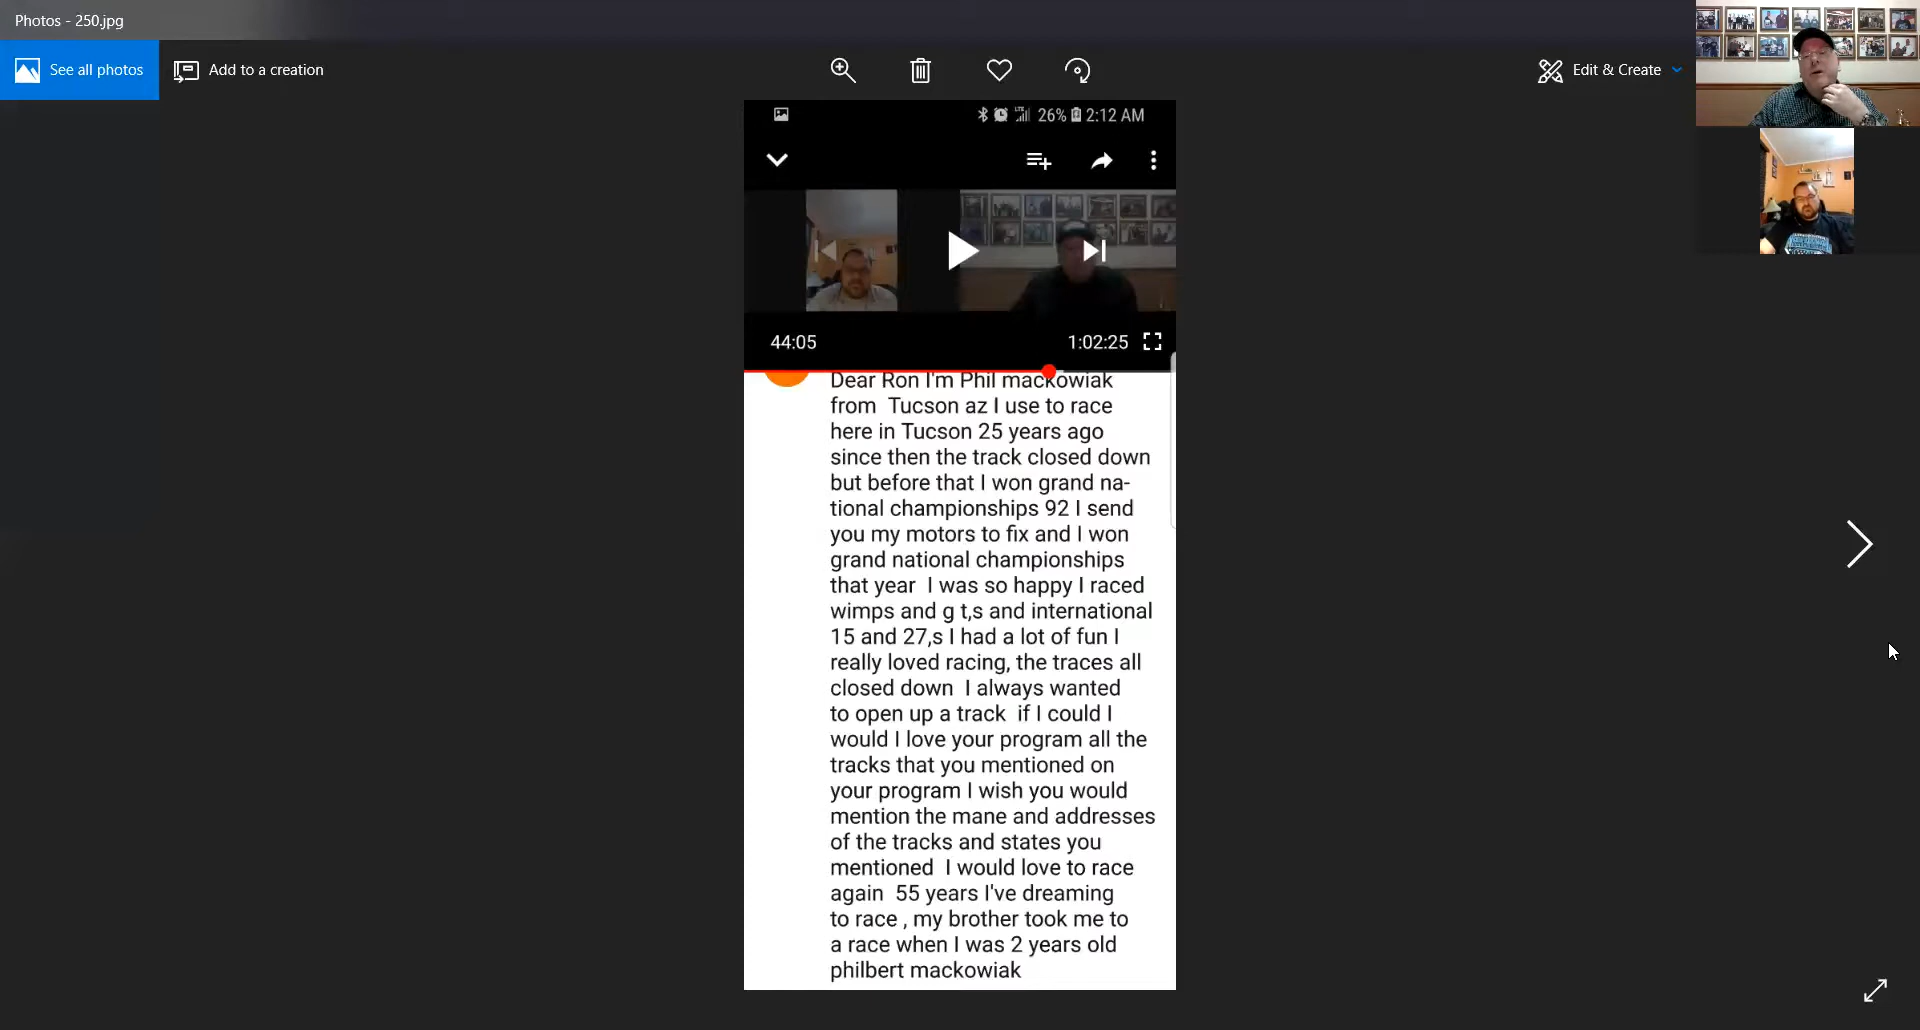 Photos - 250.jpg
See all photos
Add to a creation
Edit & Create
LTE 26% 2:12 AM
44:05 1:02:25
Dear Ron I'm Phil mackowiak
from Tucson az I use to race
here in Tucson 25 years ago
since then the track closed down
but before that I won grand na-
tional championships 92 I send
you my motors to fix and I won
grand national championships
that year I was so happy I raced
wimps and g t,s and international
15 and 27,s I had a lot of fun I
really loved racing, the traces all
closed down I always wanted
to open up a track if I could I
would I love your program all the
tracks that you mentioned on
your program I wish you would
mention the mane and addresses
of the tracks and states you
mentioned I would love to race
again 55 years I've dreaming
to race , my brother took me to
a race when I was 2 years old
philbert mackowiak